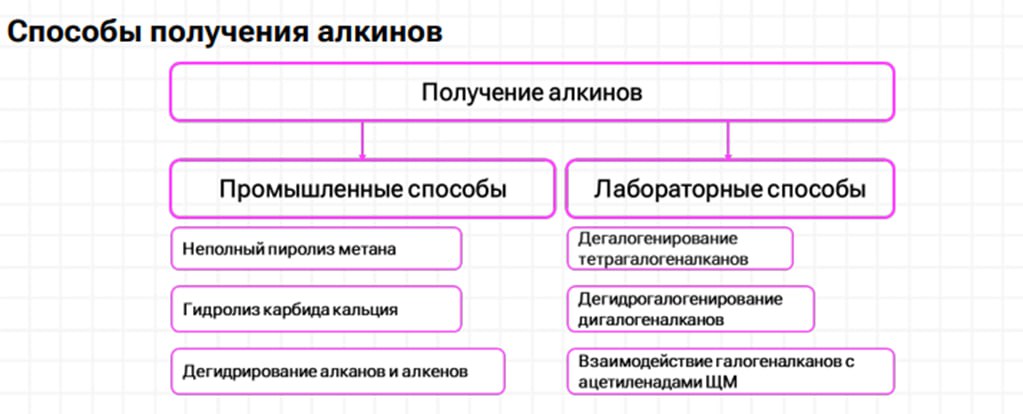 Способы получения алкинов
Получение алкинов
Промышленные способы
Лабораторные способы
Неполный пиролиз метана
Гидролиз карбида кальция
Дегидрирование алканов и алкенов
Дегалогенирование
тетрагалогеналканов
Дегидрогалогенирование
дигалогеналканов
Взаимодействие галогеналканов с
ацетиленадами ЩМ